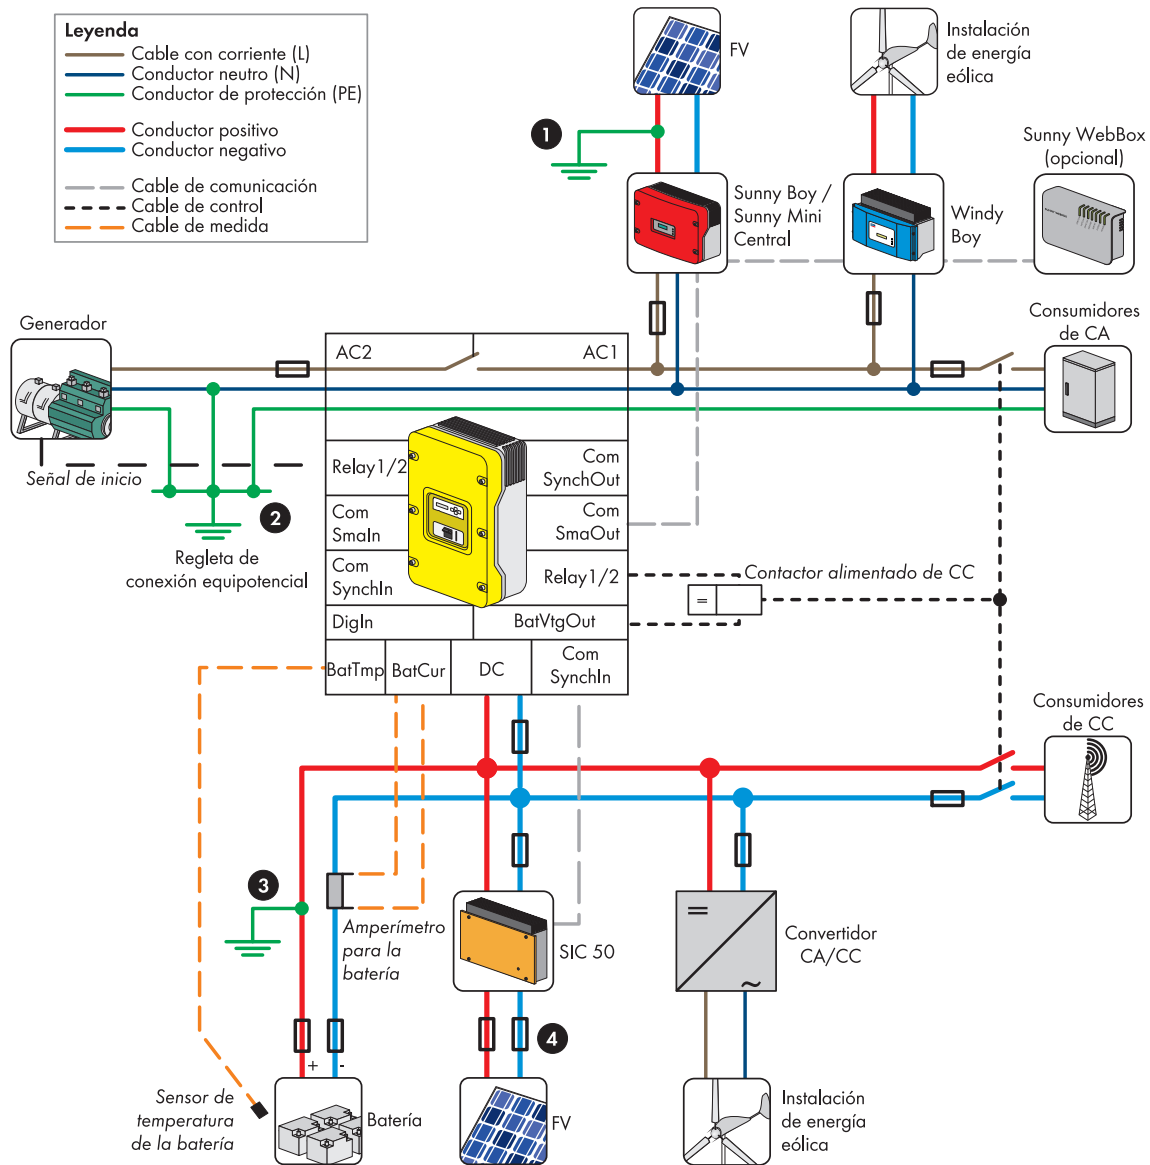 Leyenda
Cable con corriente (L)
Conductor neutro (N)
Conductor de protección (PE)
Conductor positivo
Conductor negativo
Cable de comunicación
Cable de control
Cable de medida
FV
Instalación
de energía
eólica
1
Sunny WebBox
(opcional)
Sunny Boy /
Sunny Mini
Central
Windy
Boy
Generador
Consumidores
de CA
AC2
AC1
Señal de inicio
Relay1/2
Com
SynchOut
2
Com
SmaIn
Com
SmaOut
Regleta de
conexión equipotencial
Com
SynchIn
Relay1/2
Contactor alimentado de CC
=
DigIn
BatVtgOut
BatTmp
BatCur
DC
Com
SynchIn
Consumidores
de CC
3
Amperímetro
para la
batería
SIC 50
=
~
Convertidor
CA/CC
4
+
-
Sensor de
temperatura
de la batería
Batería
FV
Instalación
de energía
eólica